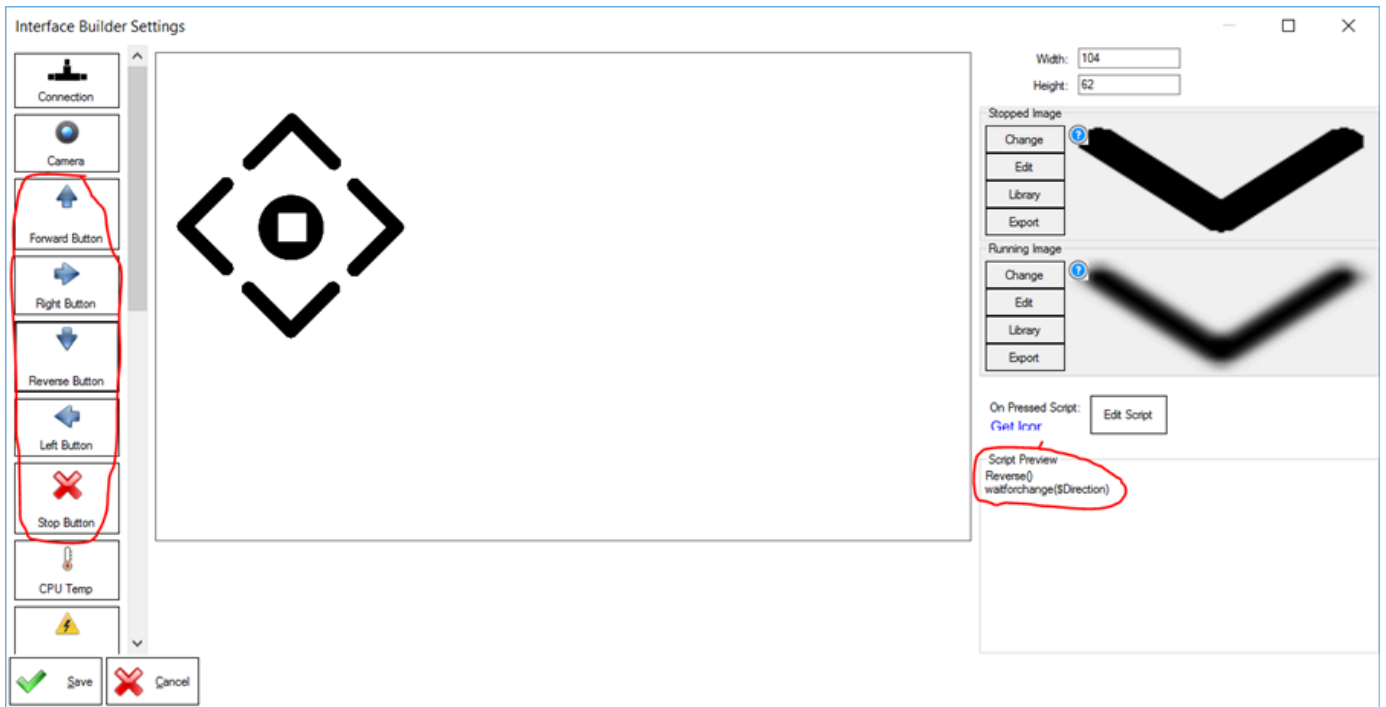 Interface Builder Settings
Connection
Camera
Forward Button
Right Button
Reverse Button
Left Button
Stop Button
CPU Temp
Save
Cancel
Width: 104
Height: 62
Stopped Image
Change
Edit
Library
Export
Running Image
Change
Edit
Library
Export
On Pressed Script:
Edit Script
Get Icor
Script Preview
Reverse()
waitforchange($Direction)